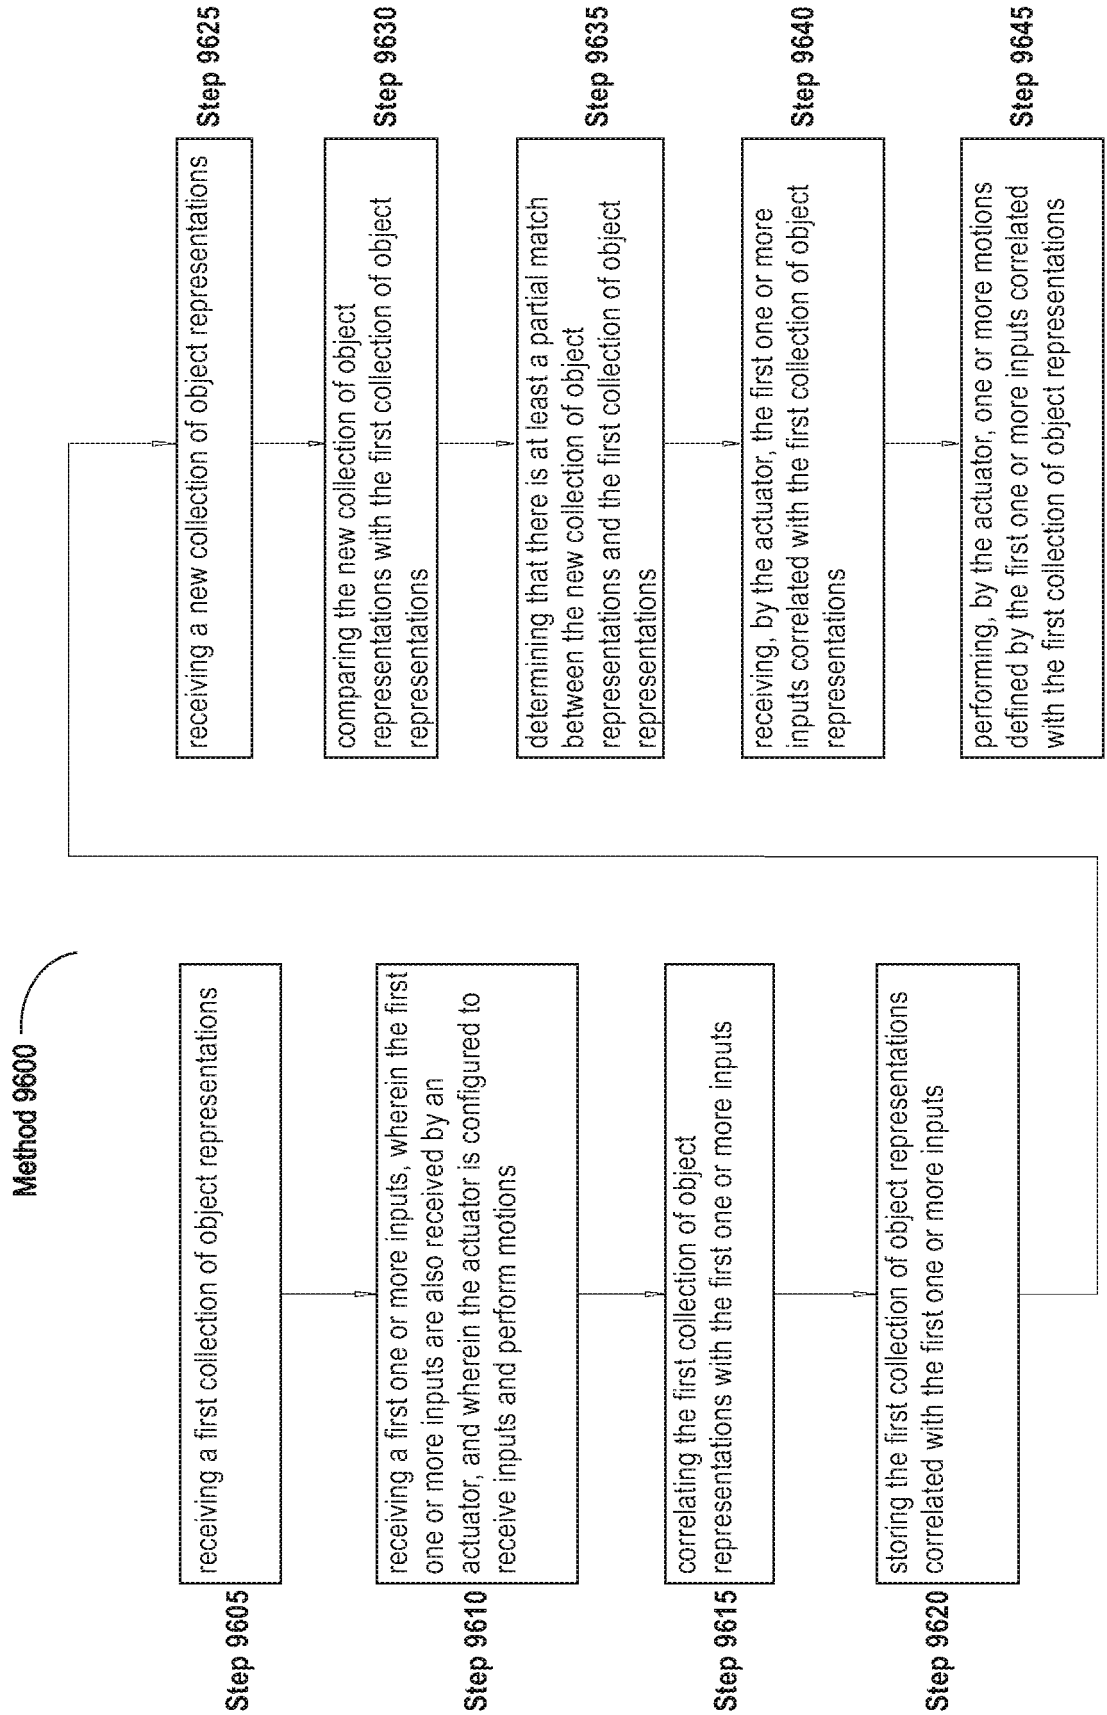 Method 9600
Step 9605
receiving a first collection of object representations
Step 9610
receiving a first one or more inputs, wherein the first
one or more inputs are also received by an
actuator, and wherein the actuator is configured to
receive inputs and perform motions
Step 9615
correlating the first collection of object
representations with the first one or more inputs
Step 9620
storing the first collection of object representations
correlated with the first one or more inputs
receiving a new collection of object representations
Step 9625
comparing the new collection of object
representations with the first collection of object
representations
Step 9630
determining that there is at least a partial match
between the new collection of object
representations and the first collection of object
representations
Step 9635
receiving, by the actuator, the first one or more
inputs correlated with the first collection of object
representations
Step 9640
performing, by the actuator, one or more motions
defined by the first one or more inputs correlated
with the first collection of object representations
Step 9645